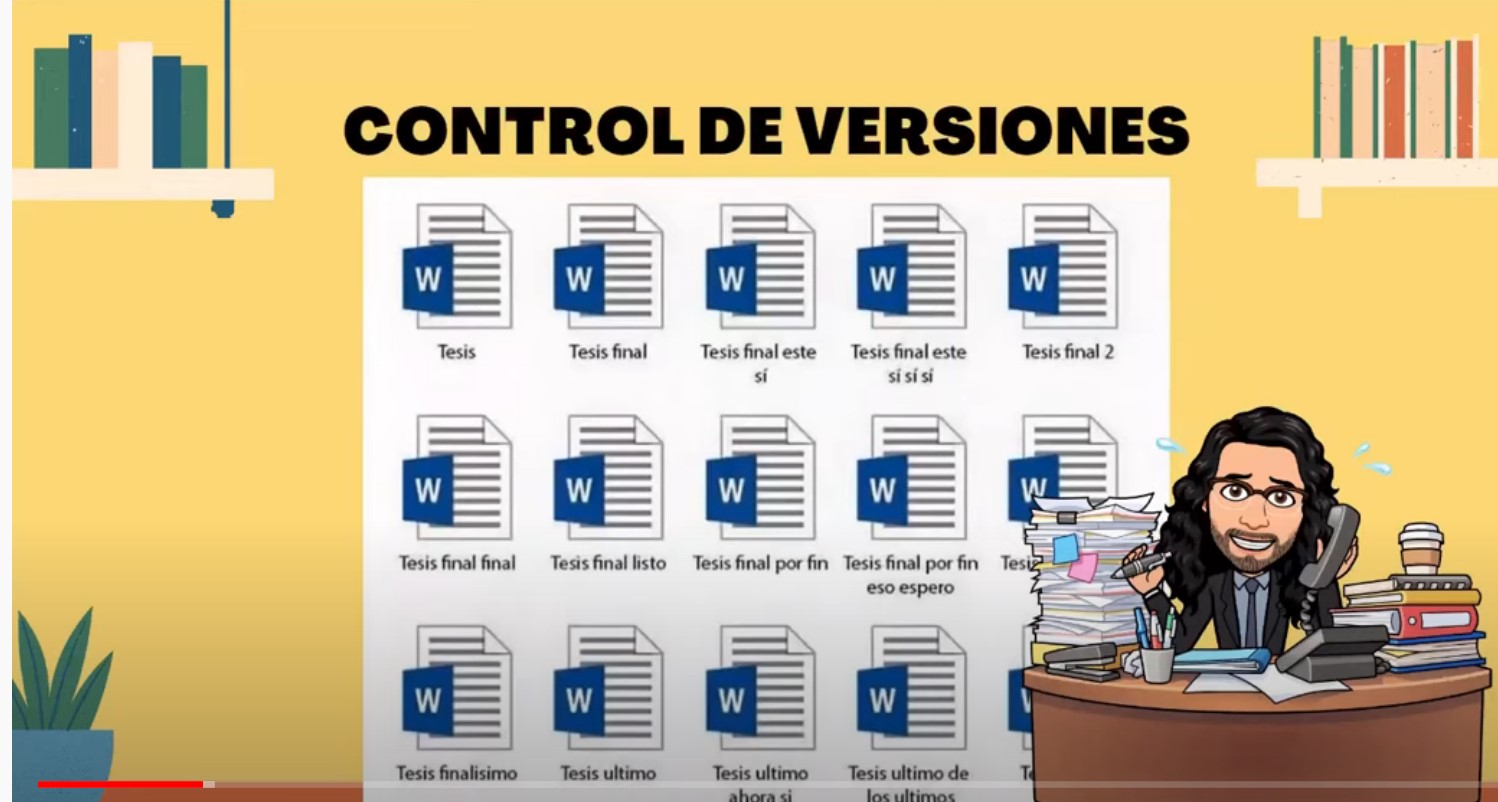 CONTROL DE VERSIONES
W W W W W
Tesis
Tesis final
Tesis final este
sí
Tesis final este
sí sí sí
Tesis final 2
W W W W W
Tesis final final
Tesis final listo
Tesis final por fin
Tesis final por fin
eso espero
W W W W
Tesis finalisimo
Tesis ultimo
Tesis ultimo
ahora si
Tesis ultimo de
los ultimos